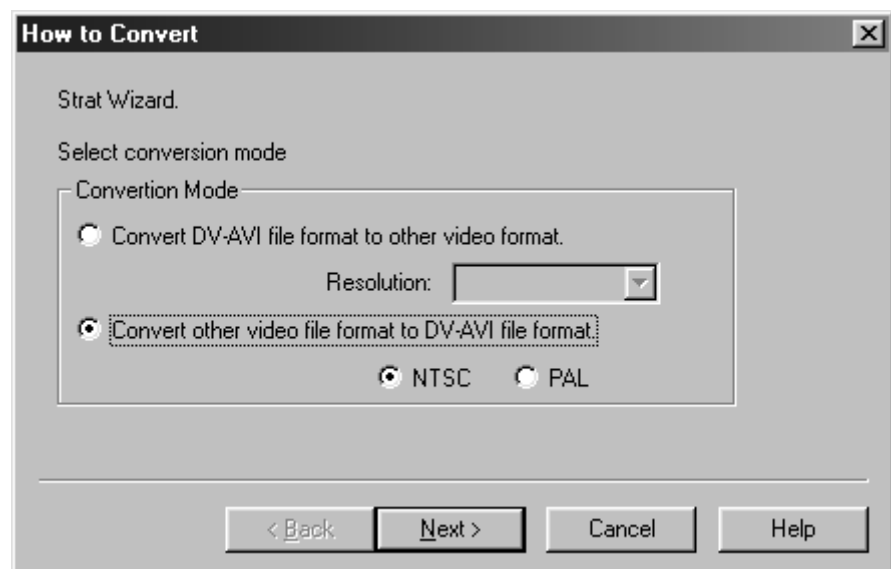 How to Convert
Strat Wizard.
Select conversion mode
Convertion Mode
Convert DV-AVI file format to other video format.
Resolution:
Convert other video file format to DV-AVI file format.
NTSC PAL
< Back Next > Cancel Help